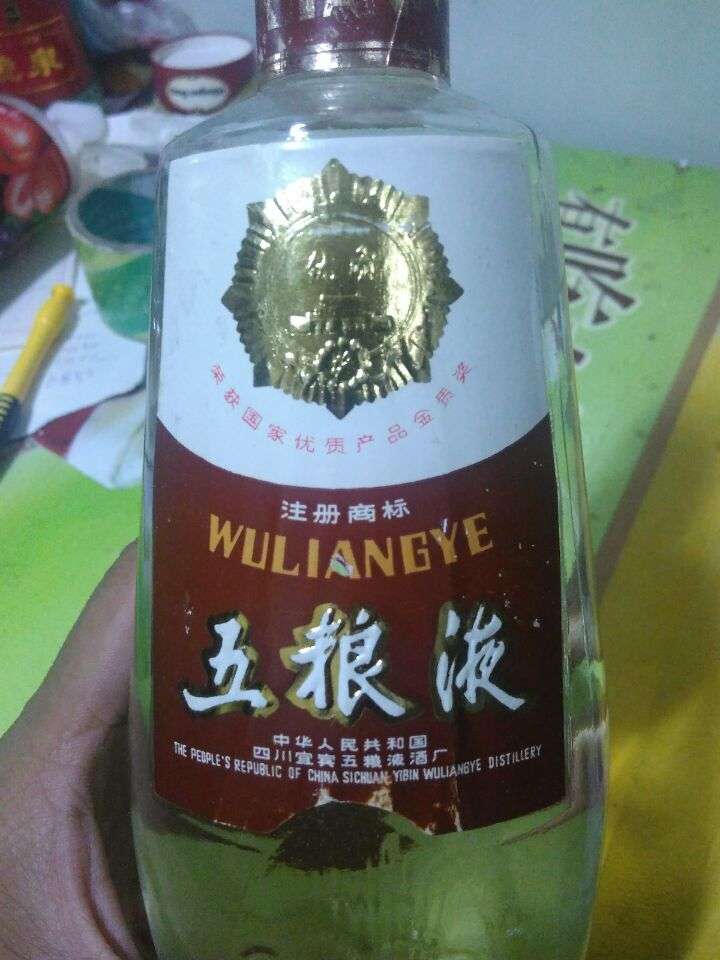 荣获国家优质产品金质奖
注册商标
WULIANGYE
五粮液
中华人民共和国
四川宜宾五粮液酒厂
THE PEOPLE'S REPUBLIC OF CHINA SICHUAN YIBIN WULIANGYE DISTILLERY
有